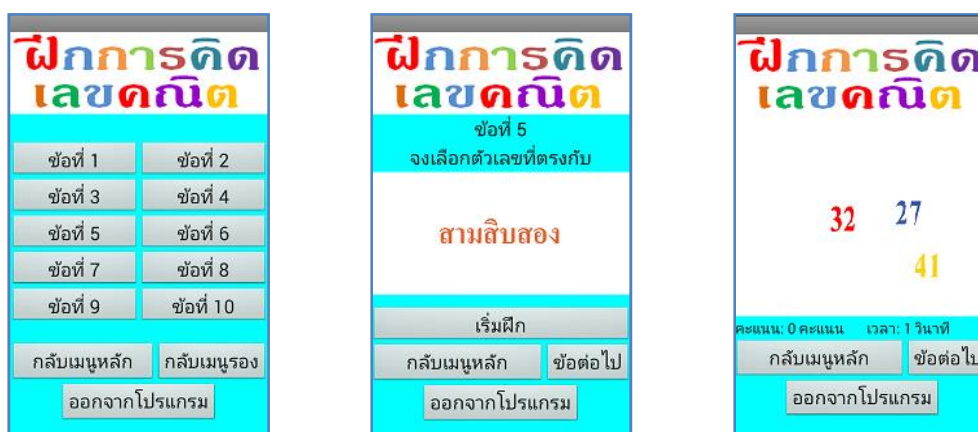 ฝึกการคิด
เลขคณิต
ข้อที่ 1 ข้อที่ 2
ข้อที่ 3 ข้อที่ 4
ข้อที่ 5 ข้อที่ 6
ข้อที่ 7 ข้อที่ 8
ข้อที่ 9 ข้อที่ 10
กลับเมนูหลัก กลับเมนูรอง
ออกจากโปรแกรม
ฝึกการคิด
เลขคณิต
ข้อที่ 5
จงเลือกตัวเลขที่ตรงกับ
สามสิบสอง
เริ่มฝึก
กลับเมนูหลัก ข้อต่อไป
ออกจากโปรแกรม
ฝึกการคิด
เลขคณิต
32 27
41
คะแนน: 0 คะแนน เวลา: 1 วินาที
กลับเมนูหลัก ข้อต่อไป
ออกจากโปรแกรม